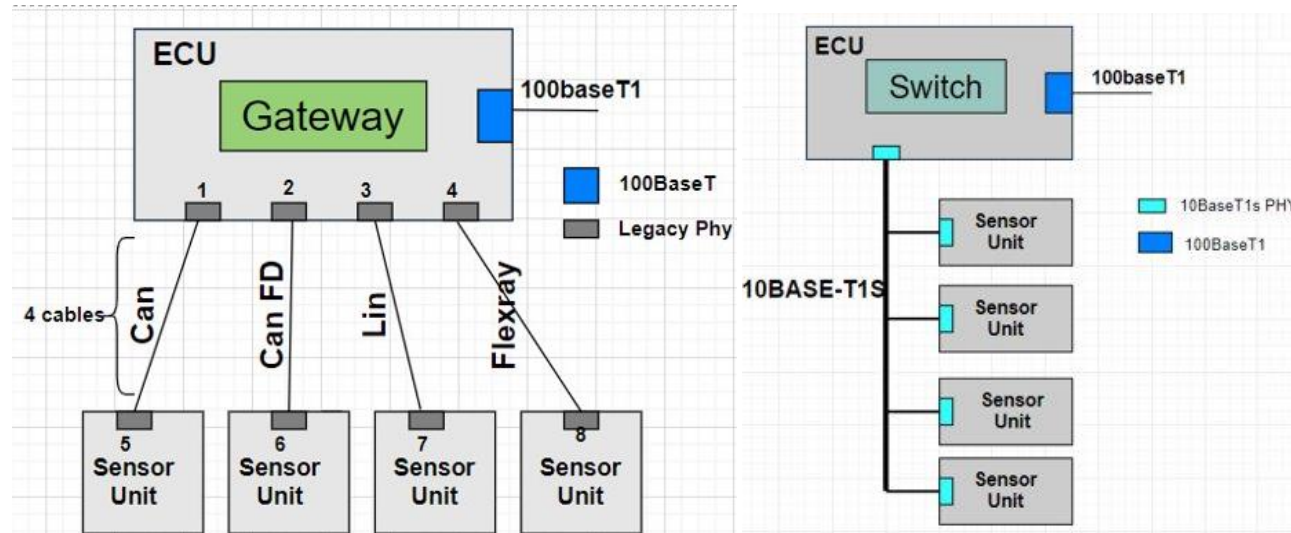 ECU
Gateway
100baseT1
1
2
3
4
100BaseT
Legacy Phy
4 cables
Can
Can FD
Lin
Flexray
5
Sensor
Unit
6
Sensor
Unit
7
Sensor
Unit
8
Sensor
Unit
ECU
Switch
100baseT1
10BaseT1s PHY
100BaseT1
10BASE-T1S
Sensor
Unit
Sensor
Unit
Sensor
Unit
Sensor
Unit